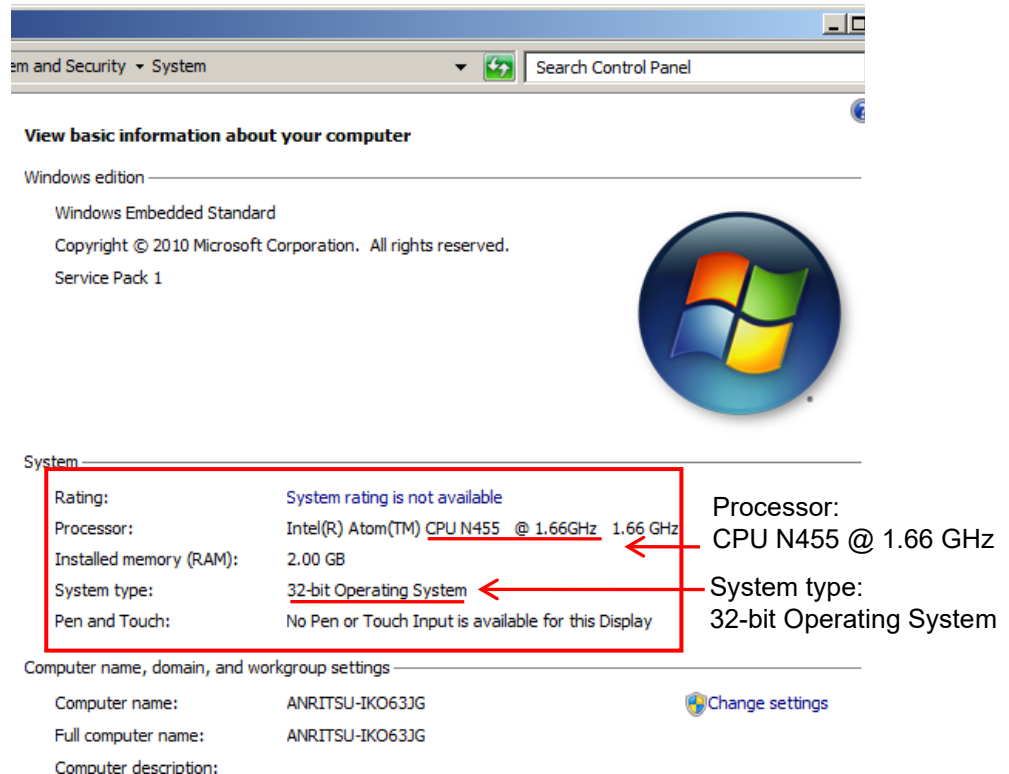 em and Security System
Search Control Panel
View basic information about your computer
Windows edition
Windows Embedded Standard
Copyright © 2010 Microsoft Corporation. All rights reserved.
Service Pack 1
System
Rating: System rating is not available
Processor: Intel(R) Atom(TM) CPU N455 @ 1.66GHz 1.66 GHz
Installed memory (RAM): 2.00 GB
System type: 32-bit Operating System
Pen and Touch: No Pen or Touch Input is available for this Display
Processor:
CPU N455 @ 1.66 GHz
System type:
32-bit Operating System
Computer name, domain, and workgroup settings
Computer name: ANRITSU-IKO63JG
Change settings
Full computer name: ANRITSU-IKO63JG
Computer description: